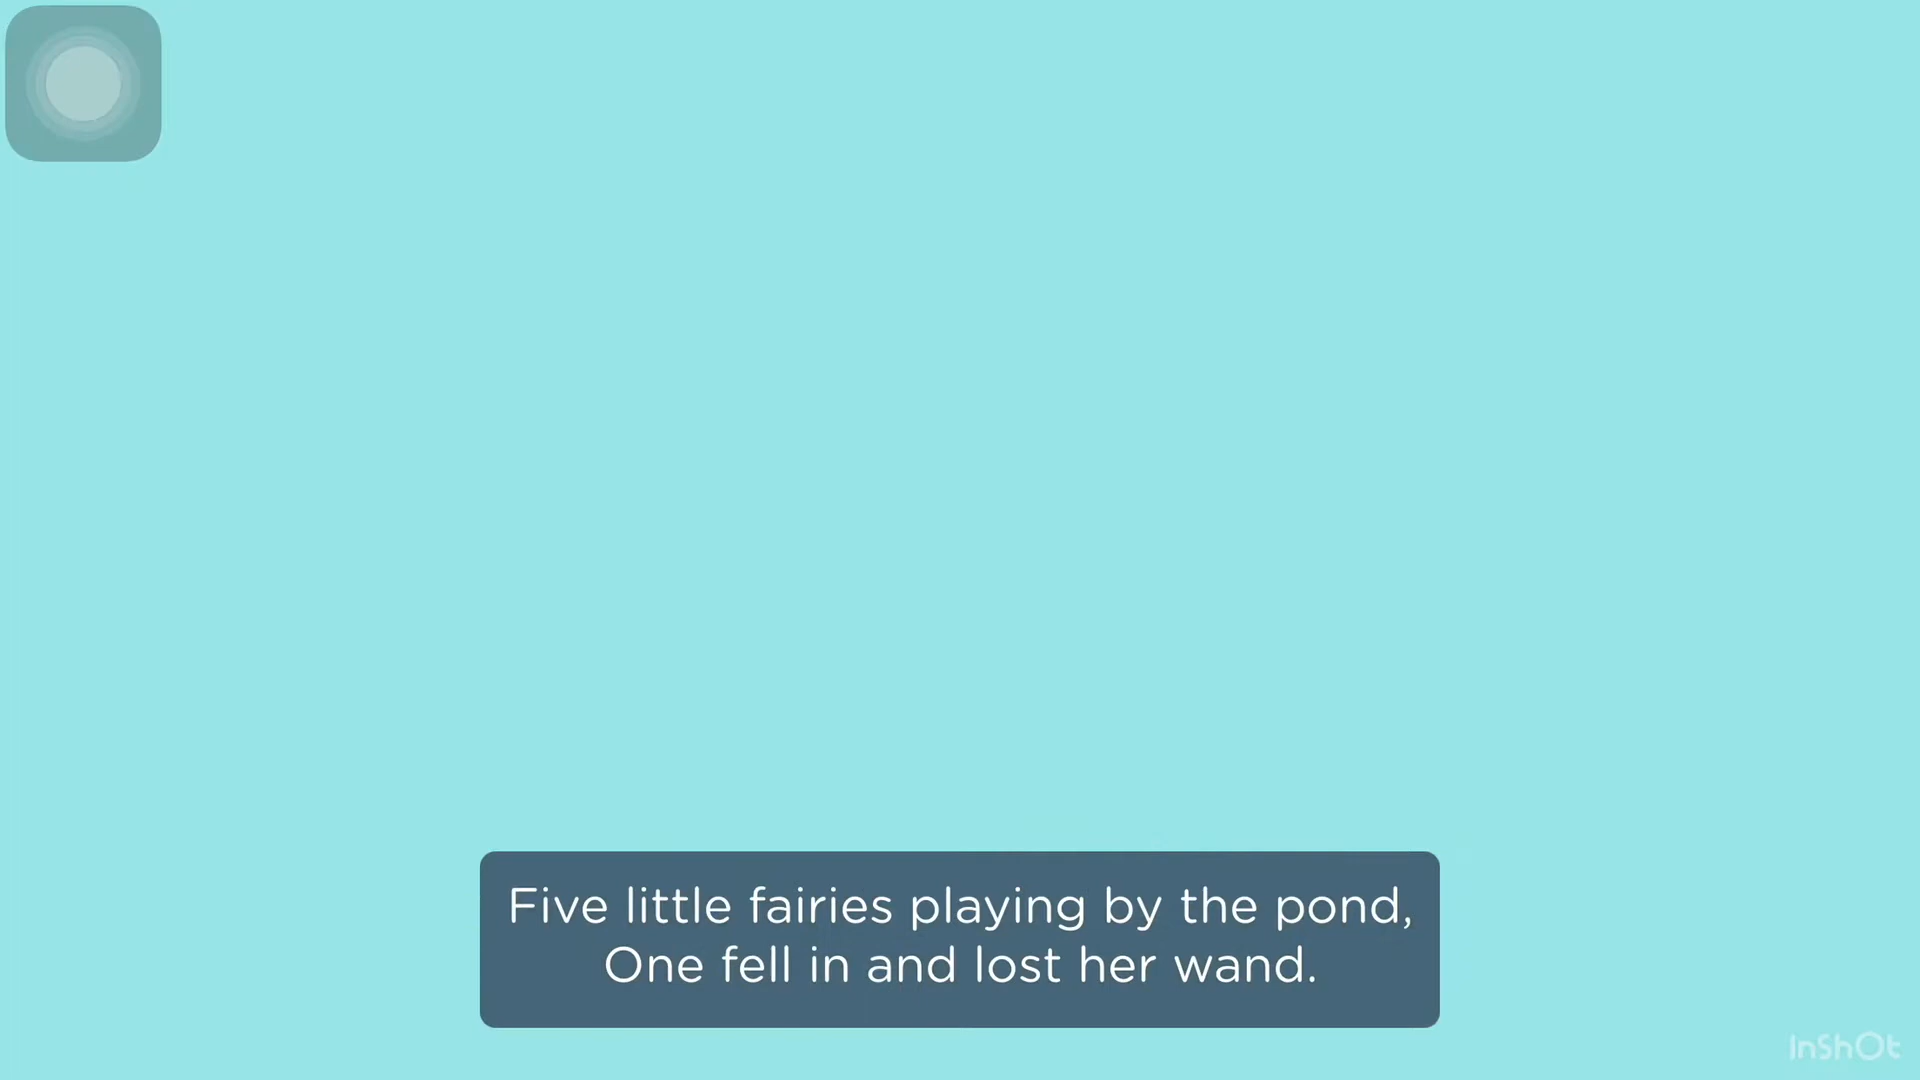 Five little fairies playing by the pond,
One fell in and lost her wand.
InShOt